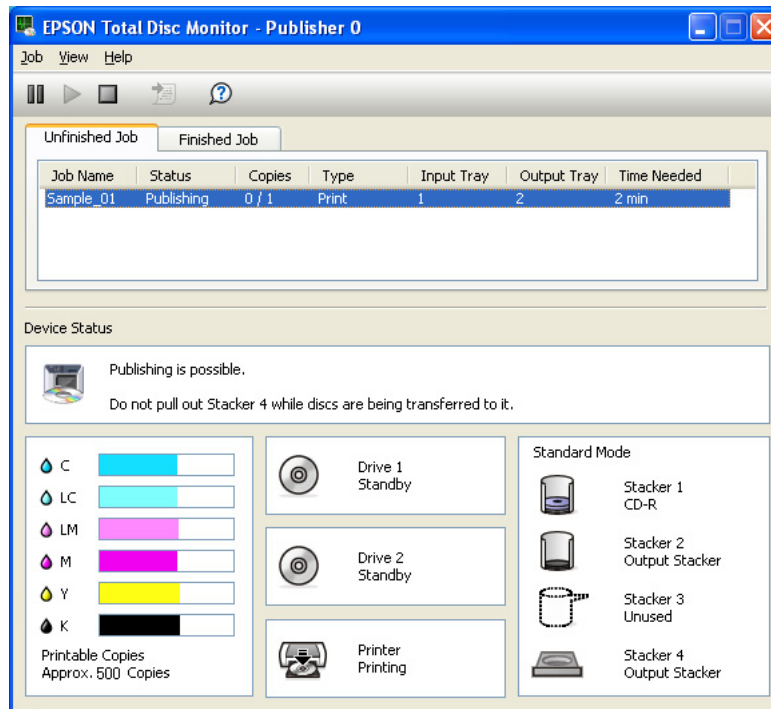 EPSON Total Disc Monitor - Publisher 0
Job View Help
Unfinished Job Finished Job
Job Name Status Copies Type Input Tray Output Tray Time Needed
Sample_01 Publishing 0 / 1 Print 1 2 2 min
Device Status
Publishing is possible.
Do not pull out Stacker 4 while discs are being transferred to it.
C
LC
LM
M
Y
K
Printable Copies
Approx. 500 Copies
Drive 1
Standby
Drive 2
Standby
Printer
Printing
Standard Mode
Stacker 1
CD-R
Stacker 2
Output Stacker
Stacker 3
Unused
Stacker 4
Output Stacker